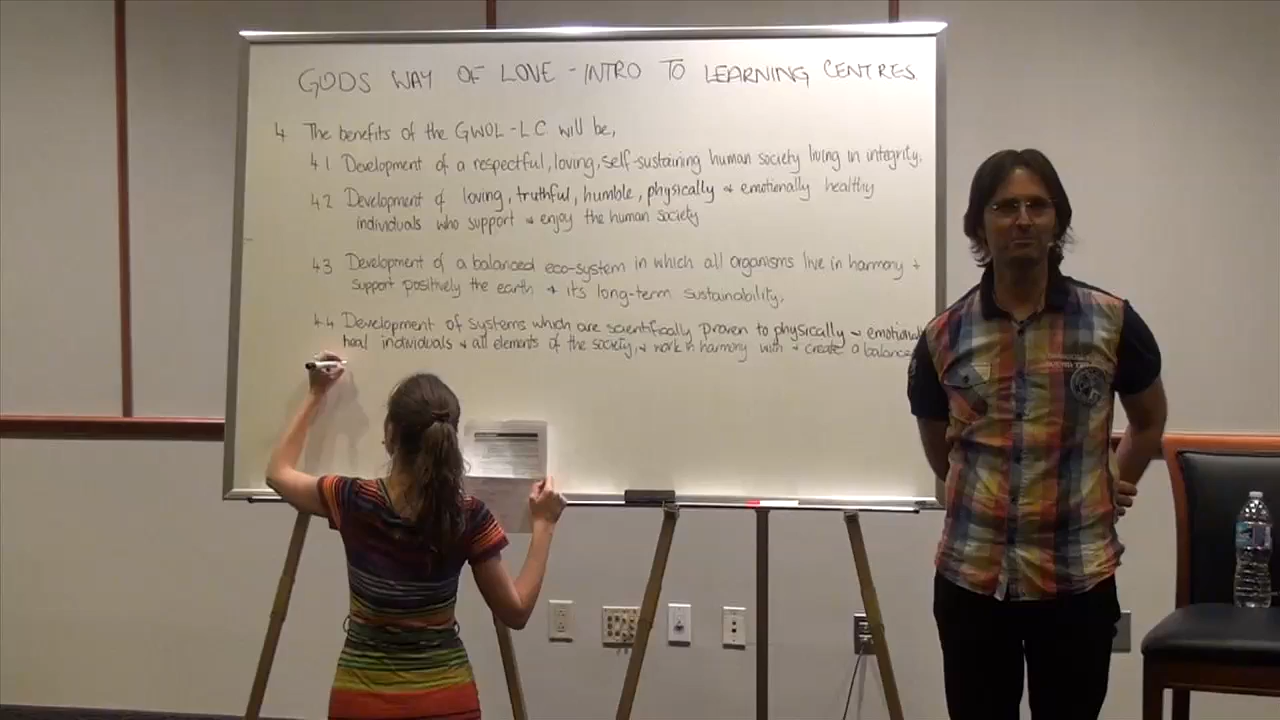 GODS WAY OF LOVE - INTRO TO LEARNING CENTRES
4 The benefits of the GWOL-LC will be,
4.1 Development of a respectful, loving, self-sustaining human society living in integrity.
4.2 Development of loving, truthful, humble, physically + emotionally healthy
individuals who support + enjoy the human society
4.3 Development of a balanced eco-system in which all organisms live in harmony +
support positively the earth + its long-term sustainability.
4.4 Development of systems which are scientifically proven to physically + emotionall
heal individuals + all elements of the society, + work in harmony with + create a balance